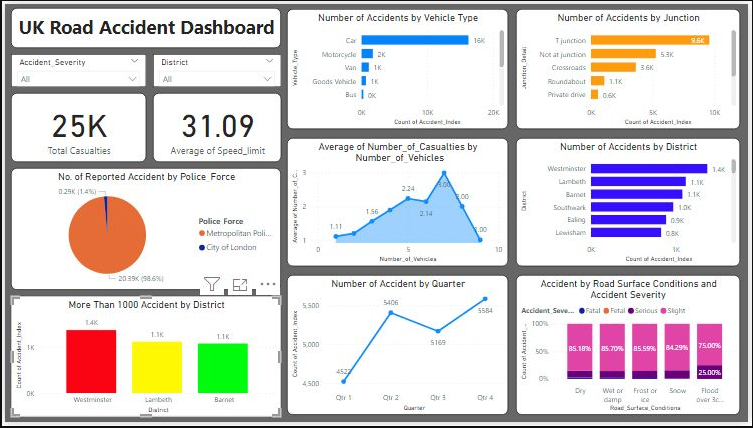 UK Road Accident Dashboard
Accident_Severity
All
District
All
25K
Total Casualties
31.09
Average of Speed_limit
No. of Reported Accident by Police_Force
0.29K (1.4%)
20.39K (98.6%)
Police_Force
Metropolitan Poli...
City of London
More Than 1000 Accident by District
Count of Accident_Index
1K
0K
1.4K
1.1K
1.1K
Westminster
Lambeth
Barnet
District
Number of Accidents by Vehicle Type
Vehicle_Type
Car
16K
Motorcycle
2K
Van
1K
Goods Vehicle
1K
Bus
0K
0K
10K
20K
Count of Accident_Index
Average of Number_of_Casualties by
Number_of_Vehicles
Average of Number_of_C...
3
2
1
1.11
1.56
2.24
2.14
3.00
2.00
1.00
0
5
10
Number_of_Vehicles
Number of Accident by Quarter
Count of Accident_Index
5,500
5,000
4,500
4522
5406
5169
5584
Qtr 1
Qtr 2
Qtr 3
Qtr 4
Quarter
Number of Accidents by Junction
Junction_Detail
T junction
9.6K
Not at junction
5.3K
Crossroads
3.6K
Roundabout
1.1K
Private drive
0.6K
0K
5K
10K
Count of Accident_Index
Number of Accidents by District
District
Westminster
1.4K
Lambeth
1.1K
Barnet
1.1K
Southwark
1.0K
Ealing
0.9K
Lewisham
0.8K
0K
1K
Count of Accident_Index
Accident by Road Surface Conditions and
Accident Severity
Accident_Seve...
Fatal
Fetal
Serious
Slight
Count of Accident_...
100%
50%
0%
85.18%
85.70%
85.59%
84.29%
75.00%
25.00%
Dry
Wet or
damp
Frost or
ice
Snow
Flood
over 3c...
Road_Surface_Conditions